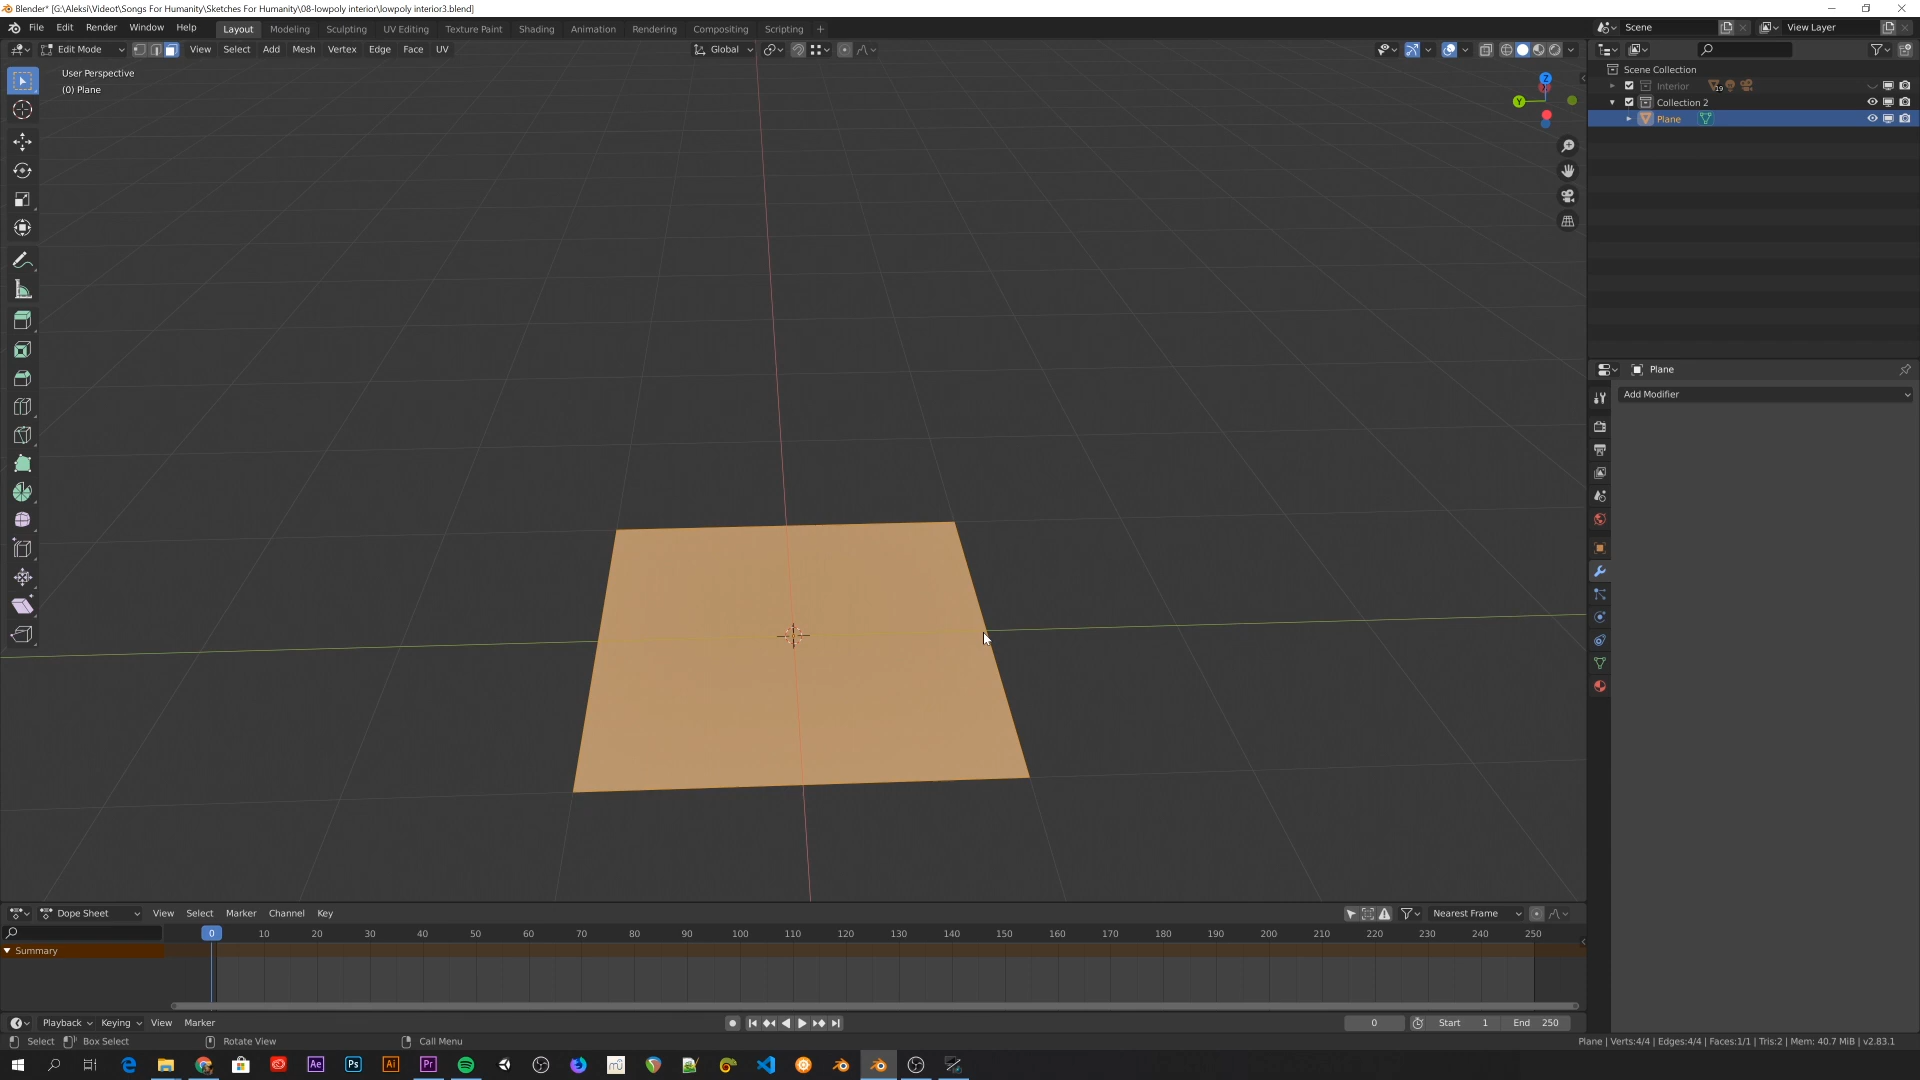 Blender* [G:\Aleksi\Videot\Songs For Humanity\Sketches For Humanity\08-lowpoly interior\lowpoly interior3.blend]
File Edit Render Window Help Layout Modeling Sculpting UV Editing Texture Paint Shading Animation Rendering Compositing Scripting + Scene View Layer
Edit Mode View Select Add Mesh Vertex Edge Face UV Global
User Perspective
(0) Plane
Z
Y
Scene Collection
Interior 19
Collection 2
Plane
Plane
Add Modifier
Dope Sheet View Select Marker Channel Key Nearest Frame
0 10 20 30 40 50 60 70 80 90 100 110 120 130 140 150 160 170 180 190 200 210 220 230 240 250
Summary
Playback Keying View Marker 0 Start 1 End 250
Select Box Select Rotate View Call Menu Plane | Verts:4/4 | Edges:4/4 | Faces:1/1 | Tris:2 | Mem: 40.7 MiB | v2.83.1
Ae Ps Ai Pr